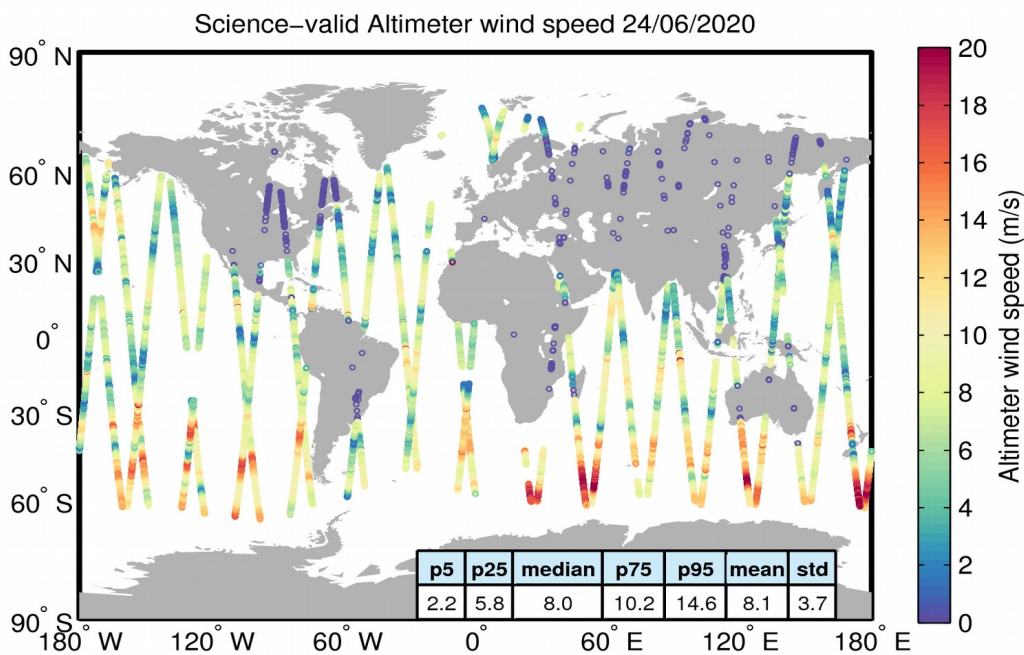 Science−valid Altimeter wind speed 24/06/2020
90° N
60° N
30° N
0°
30° S
60° S
90° S
180° W
120° W
60° W
0°
60° E
120° E
180° E
p5 p25 median p75 p95 mean std
2.2 5.8 8.0 10.2 14.6 8.1 3.7
20
18
16
14
12
10
8
6
4
2
0
Altimeter wind speed (m/s)